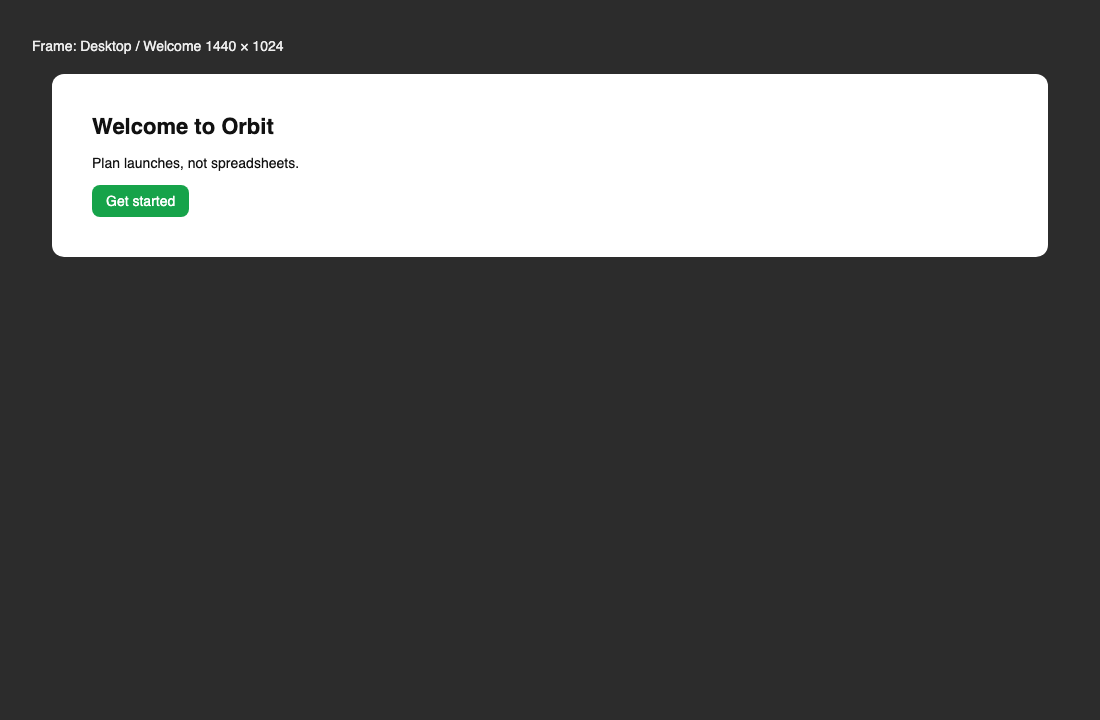 Frame: Desktop / Welcome 1440 × 1024
Welcome to Orbit
Plan launches, not spreadsheets.
Get started